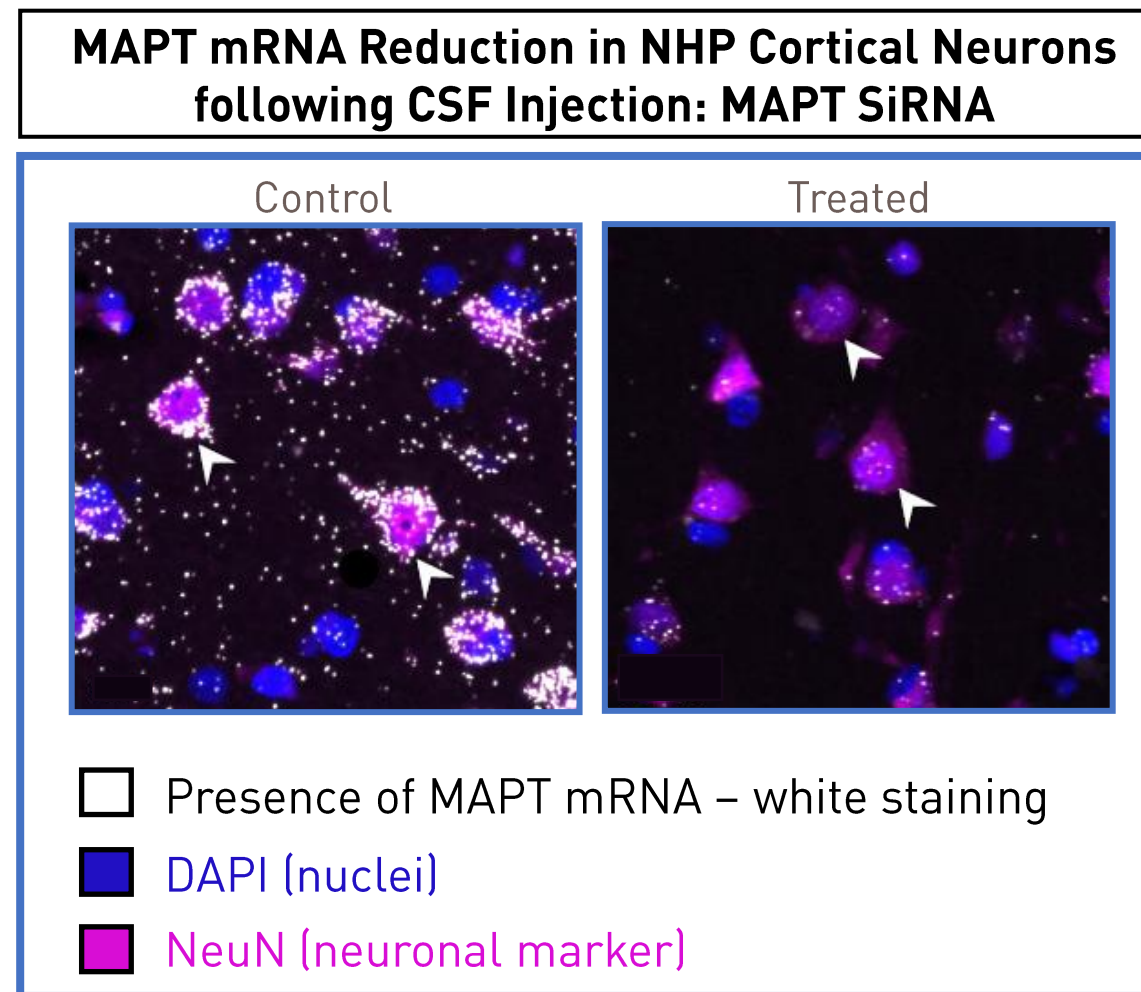 MAPT mRNA Reduction in NHP Cortical Neurons
following CSF Injection: MAPT SiRNA
Control
Treated
Presence of MAPT mRNA – white staining
DAPI (nuclei)
NeuN (neuronal marker)